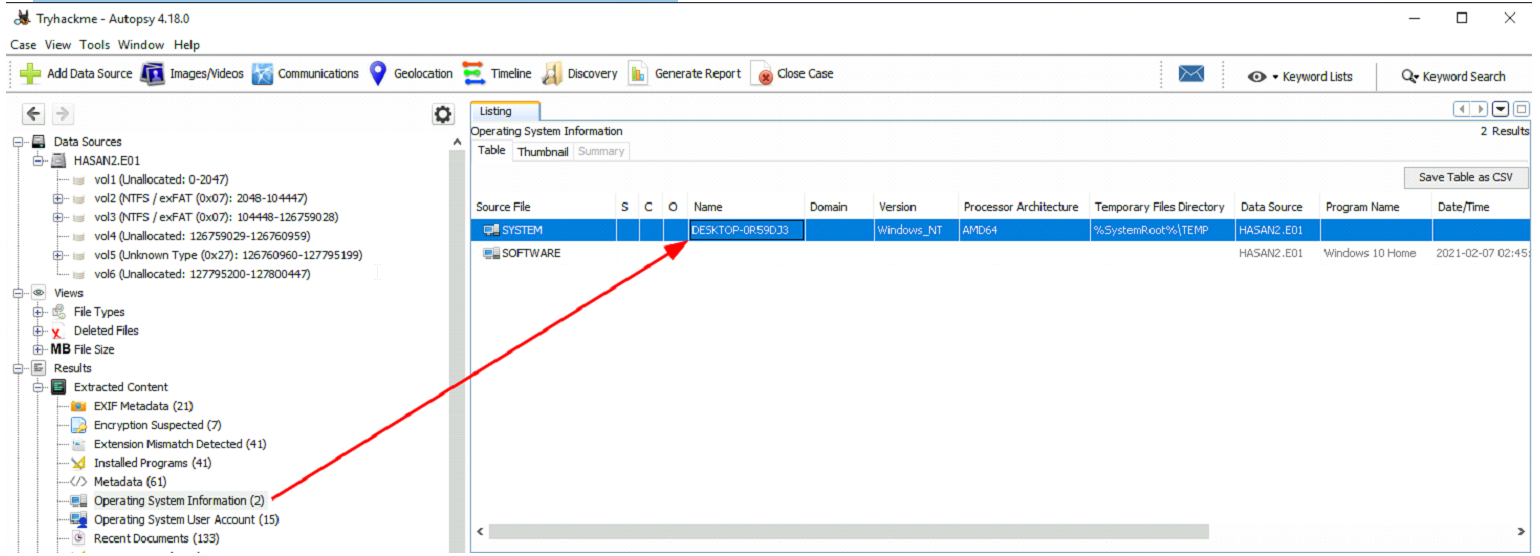 Tryhackme - Autopsy 4.18.0
Case View Tools Window Help
Add Data Source Images/Videos Communications Geolocation Timeline Discovery Generate Report Close Case Keyword Lists Keyword Search
Data Sources
HASAN2.E01
vol1 (Unallocated: 0-2047)
vol2 (NTFS / exFAT (0x07): 2048-104447)
vol3 (NTFS / exFAT (0x07): 104448-126759028)
vol4 (Unallocated: 126759029-126760959)
vol5 (Unknown Type (0x27): 126760960-127795199)
vol6 (Unallocated: 127795200-127800447)
Views
File Types
Deleted Files
MB File Size
Results
Extracted Content
EXIF Metadata (21)
Encryption Suspected (7)
Extension Mismatch Detected (41)
Installed Programs (41)
Metadata (61)
Operating System Information (2)
Operating System User Account (15)
Recent Documents (133)
Listing
Operating System Information 2 Results
Table Thumbnail Summary
Save Table as CSV
Source File S C O Name Domain Version Processor Architecture Temporary Files Directory Data Source Program Name Date/Time
SYSTEM DESKTOP-0R59DJ3 Windows_NT AMD64 %SystemRoot%\TEMP HASAN2.E01
SOFTWARE HASAN2.E01 Windows 10 Home 2021-02-07 02:45: